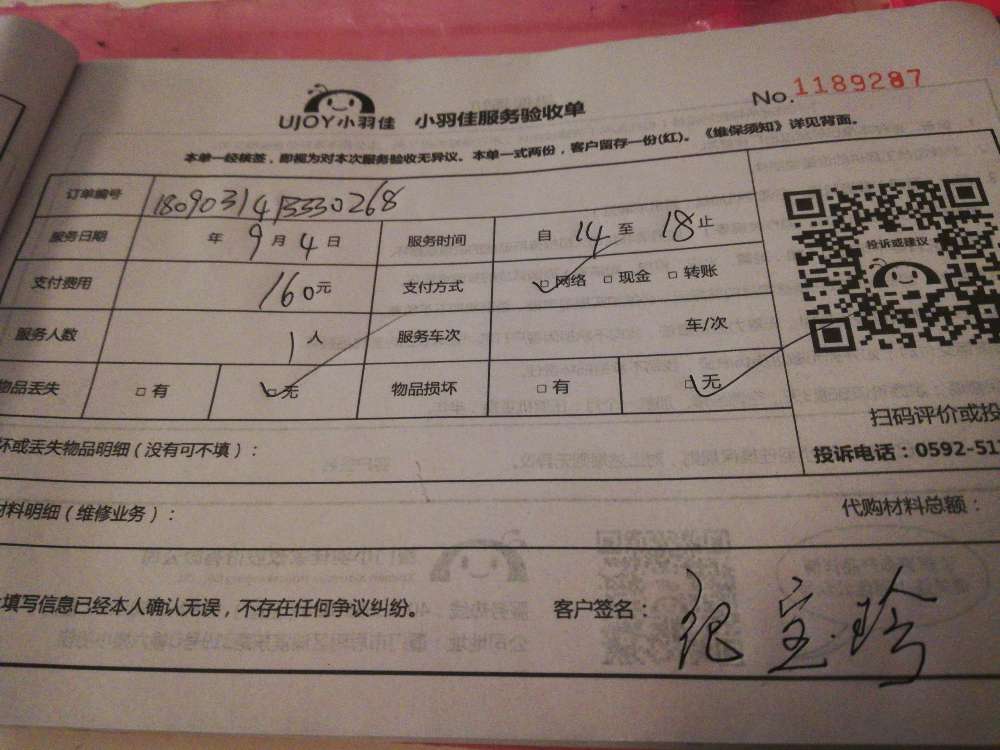 UJOY小羽佳 小羽佳服务验收单 No.1189287
本单一经核签，即视为对本次服务验收无异议。本单一式两份，客户留存一份(红)。《维保须知》详见背面。
订单编号 1809031413330268
服务日期 年 9 月 4 日 服务时间 自 14 至 18 止
支付费用 160元 支付方式 □ 网络 □ 现金 □ 转账
服务人数 1 人 服务车次 车/次
物品丢失 □ 有 □ 无 物品损坏 □ 有 □ 无
投诉或建议
扫码评价或投
坏或丢失物品明细（没有可不填）：
投诉电话：0592-51
材料明细（维修业务）： 代购材料总额：
填写信息已经本人确认无误，不存在任何争议纠纷。 客户签名： 纪宝珍